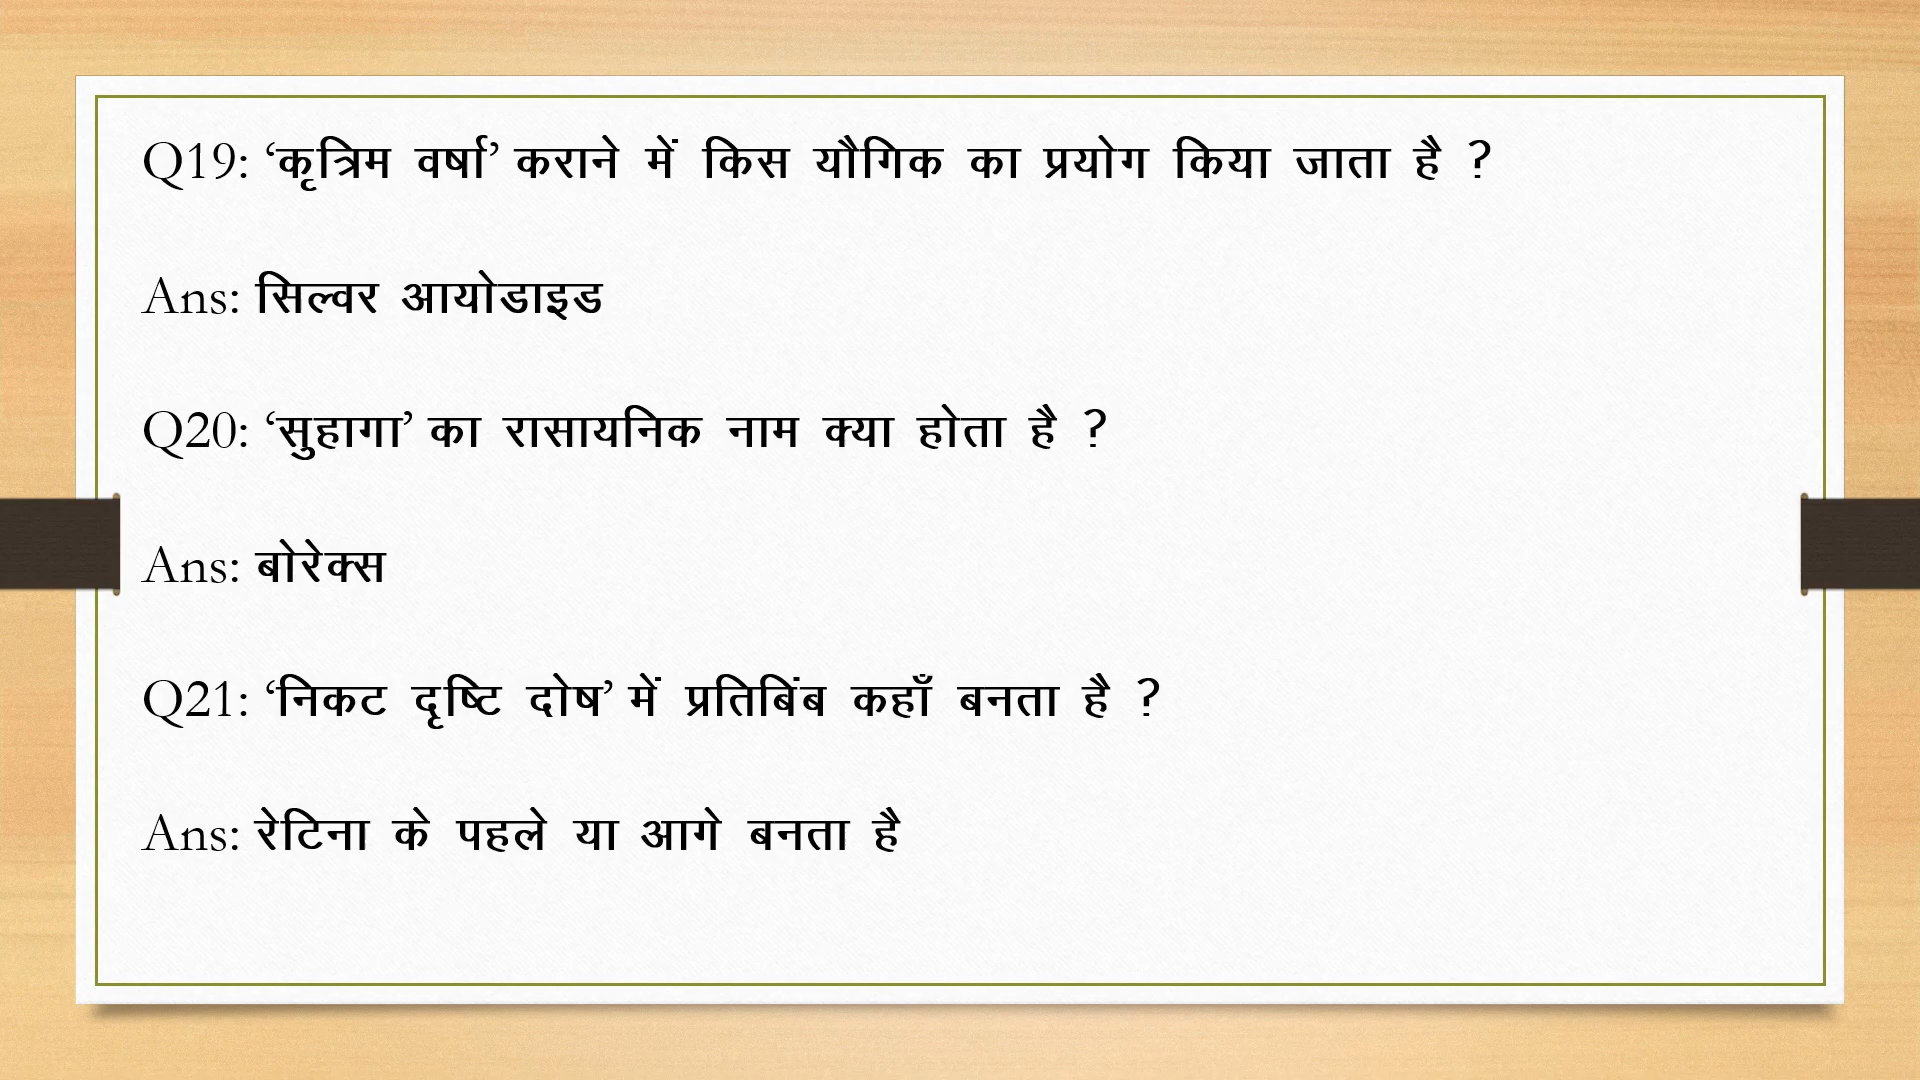 Q19: ‘कृत्रिम वर्षा’ कराने में किस यौगिक का प्रयोग किया जाता है ?
Ans: सिल्वर आयोडाइड
Q20: ‘सुहागा’ का रासायनिक नाम क्या होता है ?
Ans: बोरेक्स
Q21: ‘निकट दृष्टि दोष’ में प्रतिबिंब कहाँ बनता है ?
Ans: रेटिना के पहले या आगे बनता है